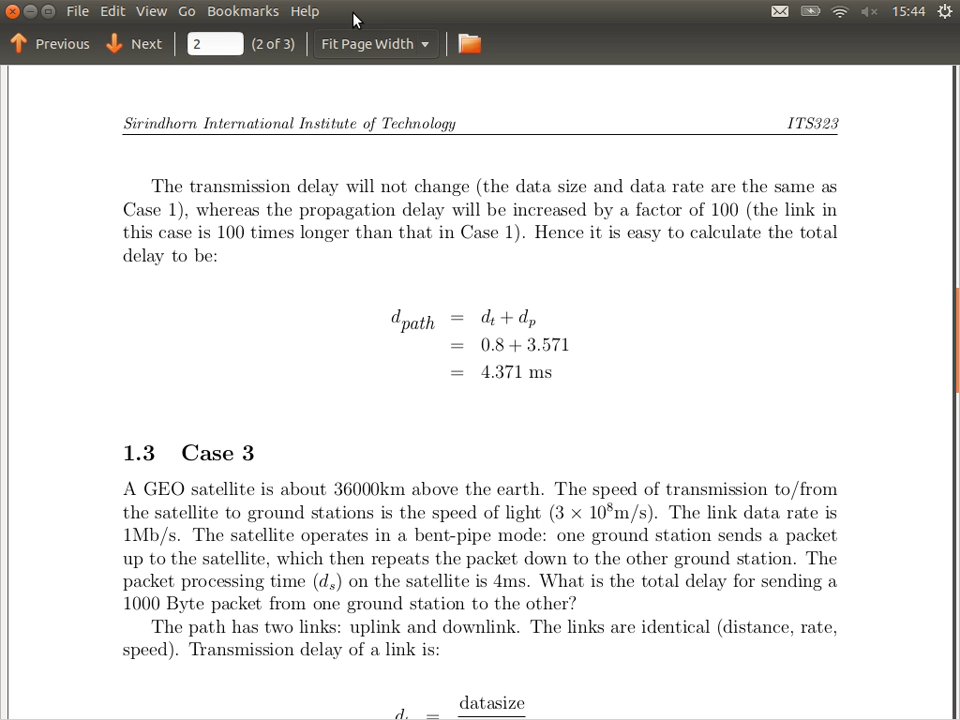 File Edit View Go Bookmarks Help 15:44
Previous Next 2 (2 of 3) Fit Page Width
Sirindhorn International Institute of Technology ITS323
The transmission delay will not change (the data size and data rate are the same as
Case 1), whereas the propagation delay will be increased by a factor of 100 (the link in
this case is 100 times longer than that in Case 1). Hence it is easy to calculate the total
delay to be:
d_path = d_t + d_p
= 0.8 + 3.571
= 4.371 ms
1.3 Case 3
A GEO satellite is about 36000km above the earth. The speed of transmission to/from
the satellite to ground stations is the speed of light (3 × 10⁸m/s). The link data rate is
1Mb/s. The satellite operates in a bent-pipe mode: one ground station sends a packet
up to the satellite, which then repeats the packet down to the other ground station. The
packet processing time (d_s) on the satellite is 4ms. What is the total delay for sending a
1000 Byte packet from one ground station to the other?
The path has two links: uplink and downlink. The links are identical (distance, rate,
speed). Transmission delay of a link is:
datasize
d_t =